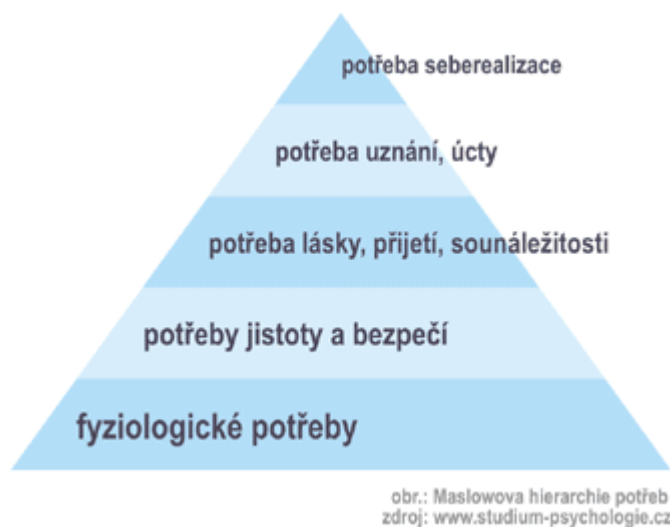 potřeba seberealizace
potřeba uznání, úcty
potřeba lásky, přijetí, sounáležitosti
potřeby jistoty a bezpečí
fyziologické potřeby
obr.: Maslowova hierarchie potřeb
zdroj: www.studium-psychologie.cz